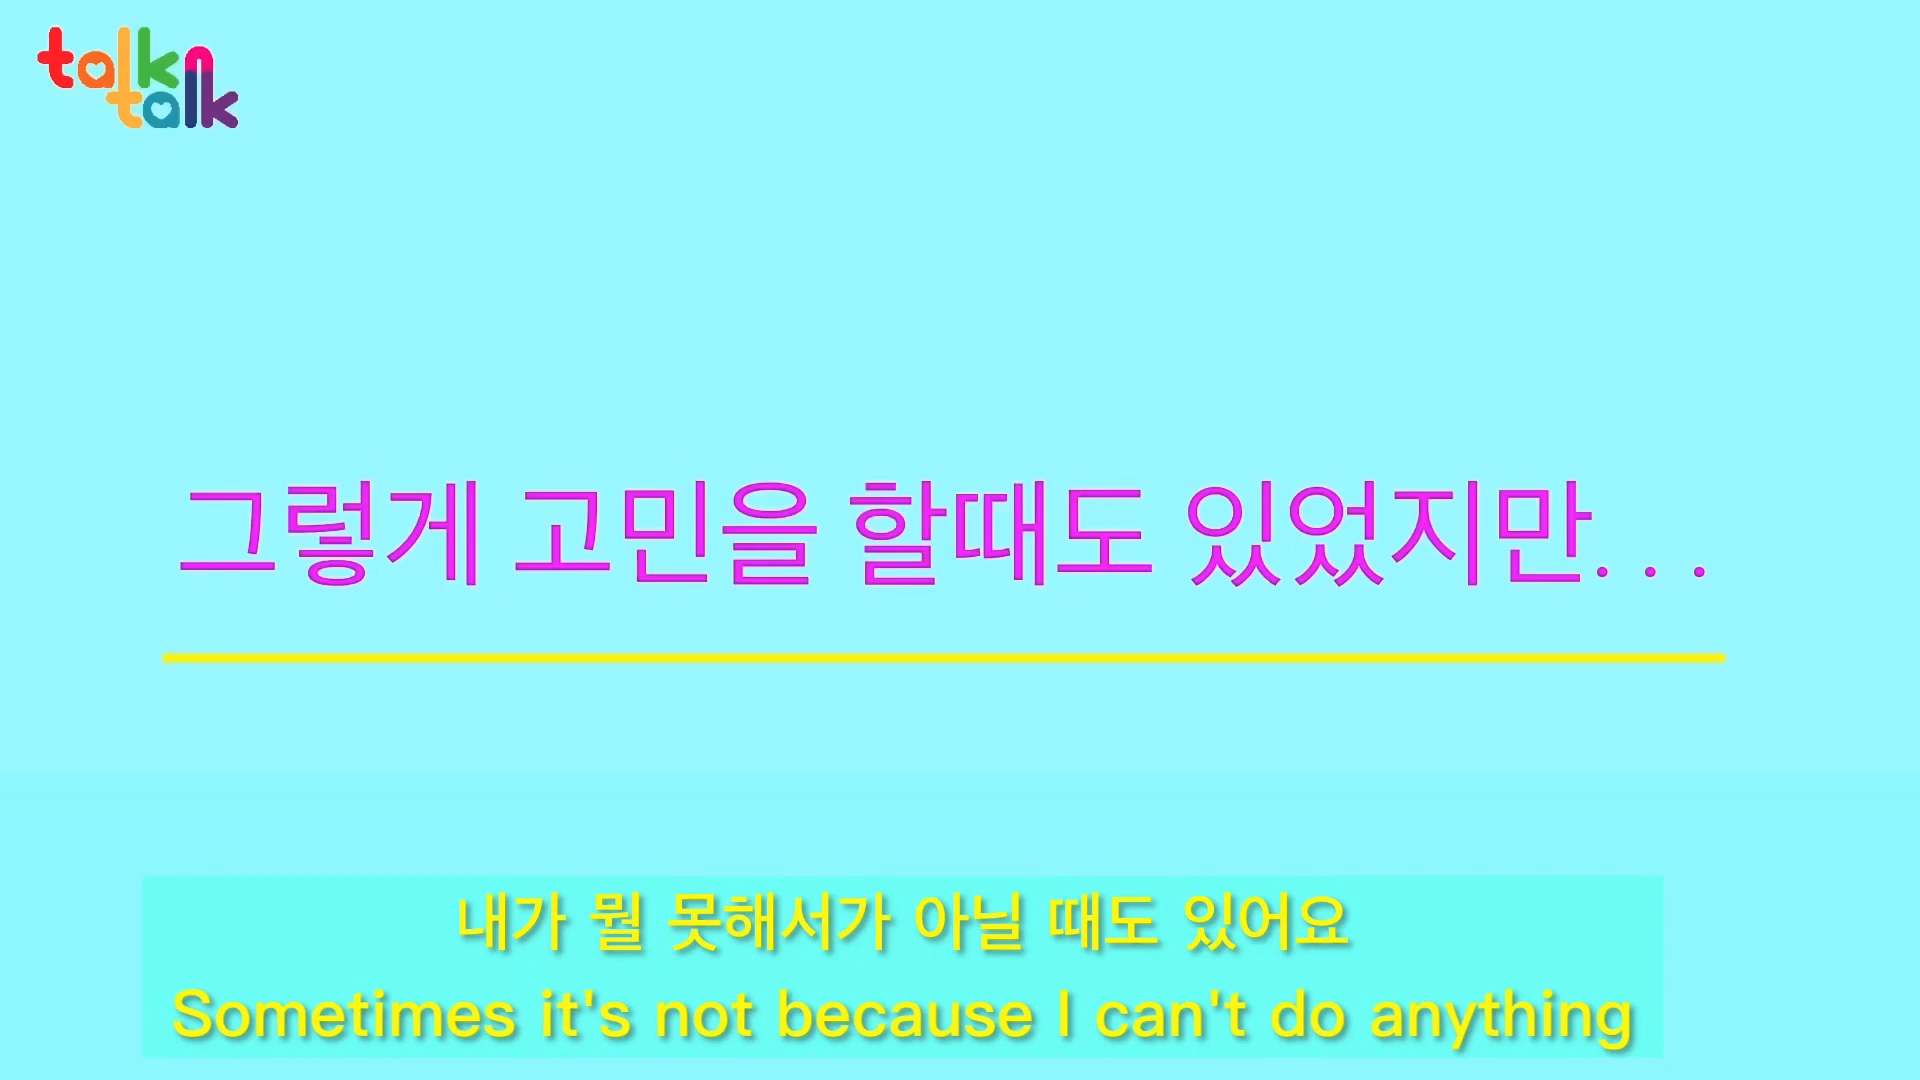 talk n
talk
그렇게 고민을 할때도 있었지만...
내가 뭘 못해서가 아닐 때도 있어요
Sometimes it's not because I can't do anything